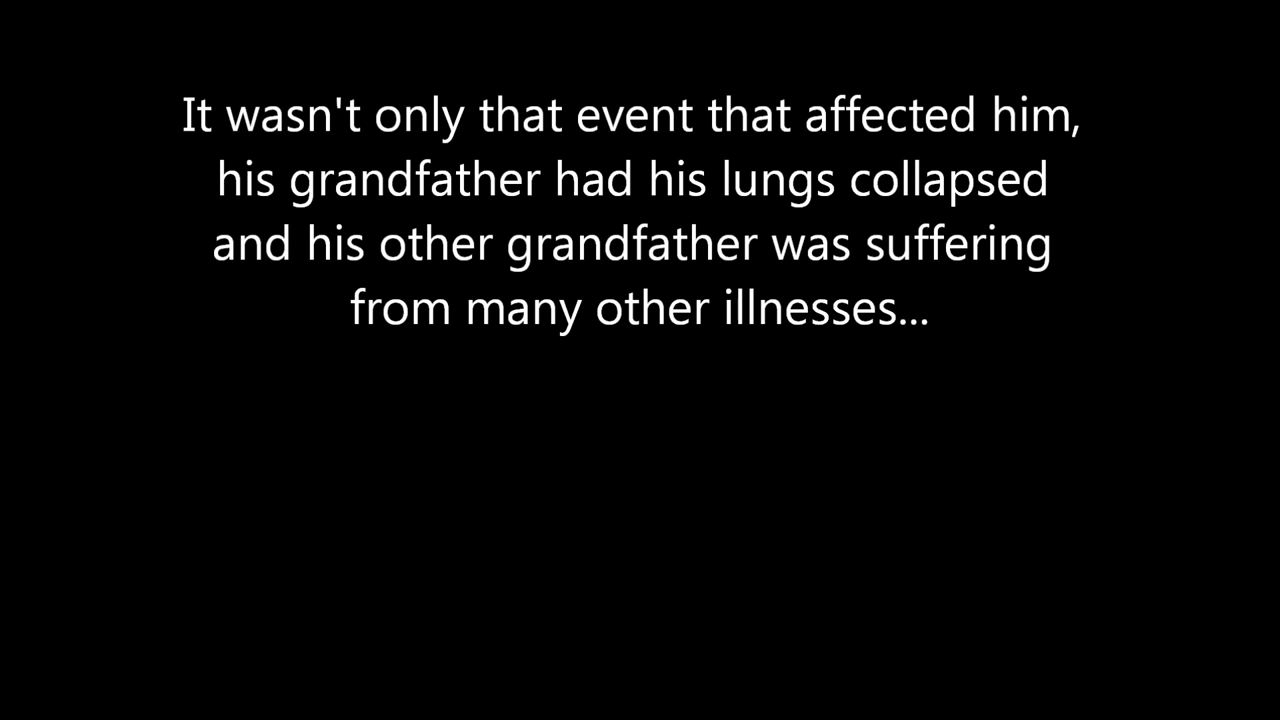 It wasn't only that event that affected him,
his grandfather had his lungs collapsed
and his other grandfather was suffering
from many other illnesses...